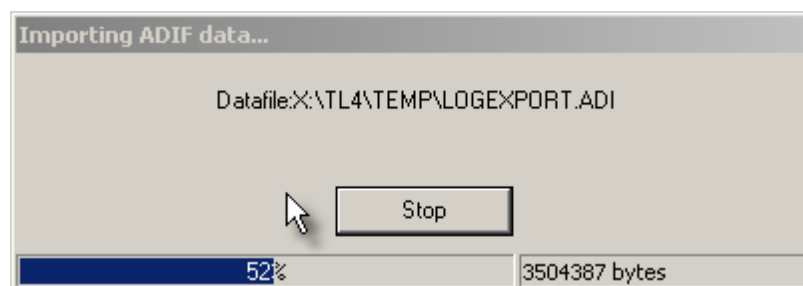 Importing ADIF data...
Datafile:X:\TL4\TEMP\LOGEXPORT.ADI
Stop
52%
3504387 bytes